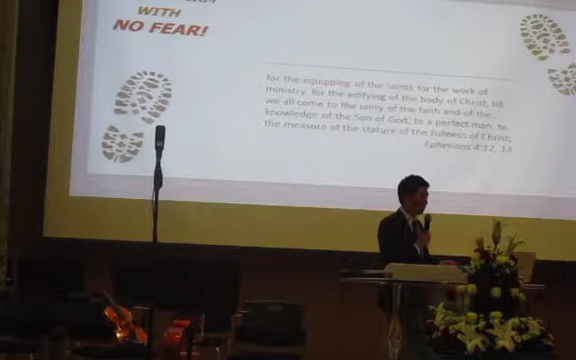 WITH
NO FEAR!
for the equipping of the saints for the work of
ministry, for the edifying of the body of Christ, till
we all come to the unity of the faith and of the
knowledge of the Son of God, to a perfect man, to
the measure of the stature of the fullness of Christ;
Ephesians 4:12, 13